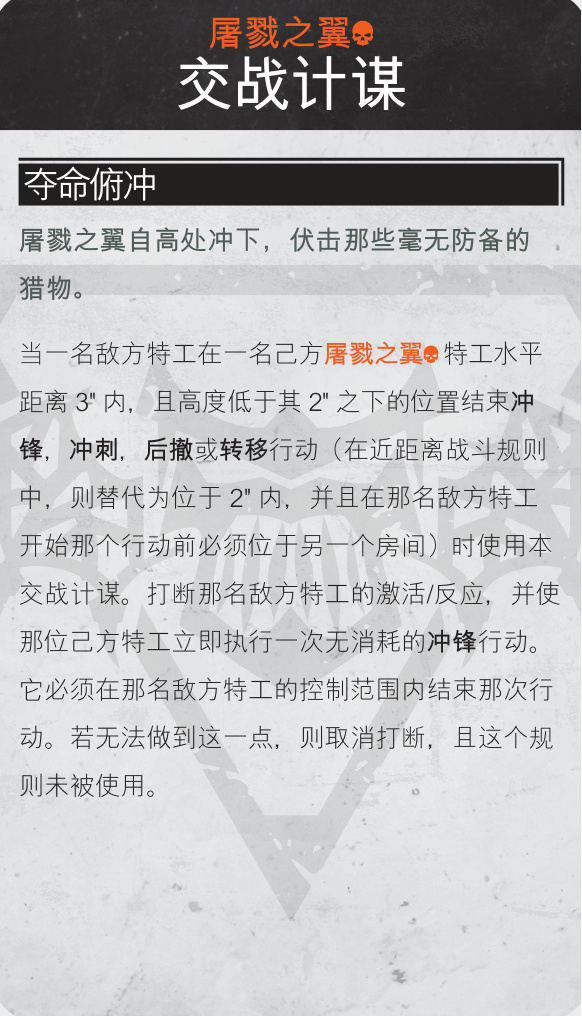 屠戮之翼
交战计谋
夺命俯冲
屠戮之翼自高处冲下，伏击那些毫无防备的
猎物。
当一名敌方特工在一名己方屠戮之翼特工水平
距离 3" 内，且高度低于其 2" 之下的位置结束冲
锋，冲刺，后撤或转移行动（在近距离战斗规则
中，则替代为位于 2" 内，并且在那名敌方特工
开始那个行动前必须位于另一个房间）时使用本
交战计谋。打断那名敌方特工的激活/反应，并使
那位己方特工立即执行一次无消耗的冲锋行动。
它必须在那名敌方特工的控制范围内结束那次行
动。若无法做到这一点，则取消打断，且这个规
则未被使用。